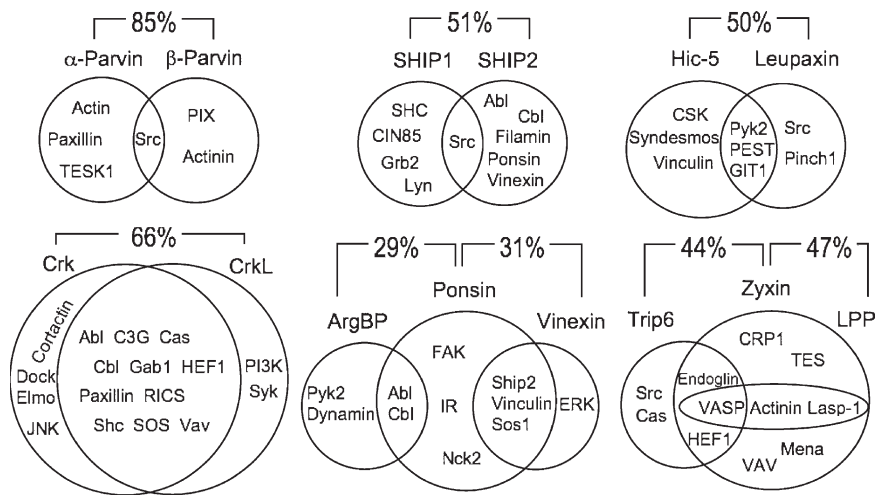 85%
α-Parvin β-Parvin
Actin
Paxillin
TESK1
Src
PIX
Actinin
51%
SHIP1 SHIP2
SHC
CIN85
Grb2
Lyn
Src
Abl
Cbl
Filamin
Ponsin
Vinexin
50%
Hic-5 Leupaxin
CSK
Syndesmos
Vinculin
Pyk2
PEST
GIT1
Src
Pinch1
66%
Crk CrkL
Cortactin
Dock
Elmo
JNK
Abl C3G Cas
Cbl Gab1 HEF1
Paxillin RICS
Shc SOS Vav
PI3K
Syk
29% 31%
Ponsin
ArgBP Vinexin
Pyk2
Dynamin
Abl
Cbl
FAK
IR
Nck2
Ship2
Vinculin
Sos1
ERK
44% 47%
Zyxin
Trip6 LPP
CRP1
TES
Src
Cas
Endoglin
VASP Actinin Lasp-1
HEF1
Mena
VAV